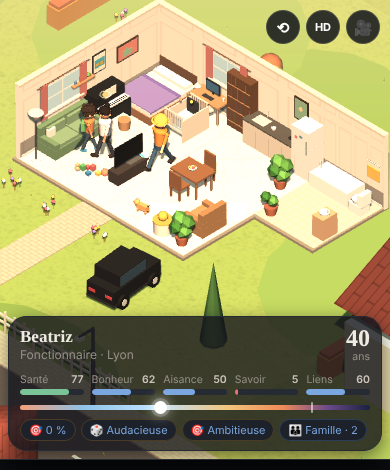 HD
Beatriz
40
Fonctionnaire · Lyon
ans
Santé 77 Bonheur 62 Aisance 50 Savoir 5 Liens 60
0 % Audacieuse Ambitieuse Famille · 2